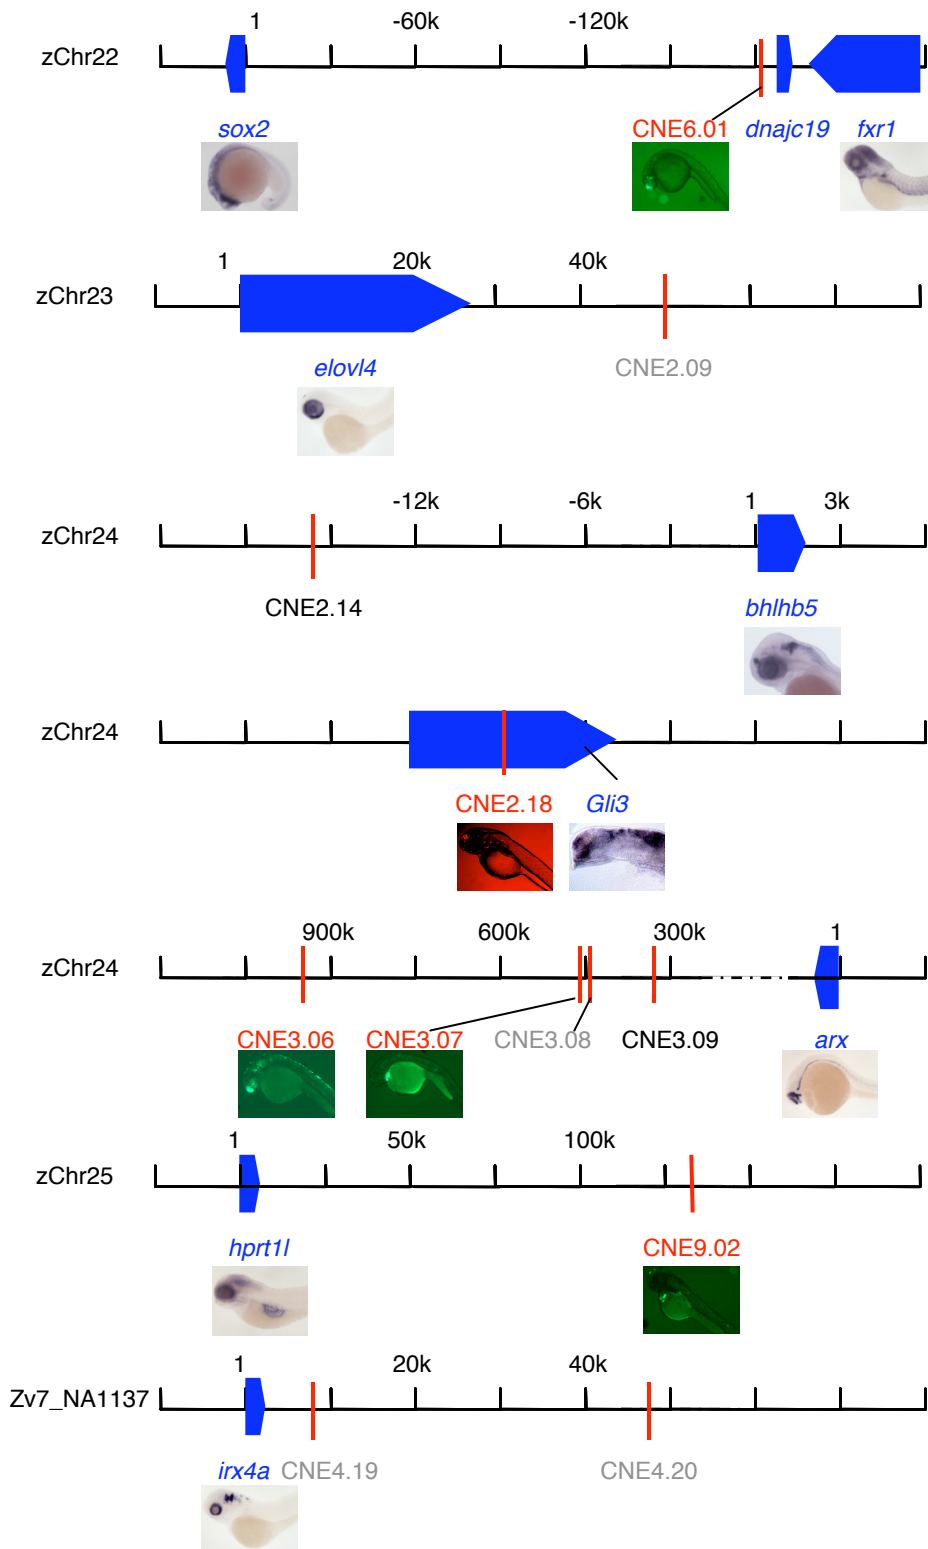 1 -60k -120k
zChr22
sox2 CNE6.01 dnajc19 fxr1
1 20k 40k
zChr23
elovl4 CNE2.09
-12k -6k 1 3k
zChr24
CNE2.14 bhlhb5
zChr24
CNE2.18 Gli3
900k 600k 300k 1
zChr24
CNE3.06 CNE3.07 CNE3.08 CNE3.09 arx
1 50k 100k
zChr25
hprt1l CNE9.02
1 20k 40k
Zv7_NA1137
irx4a CNE4.19 CNE4.20